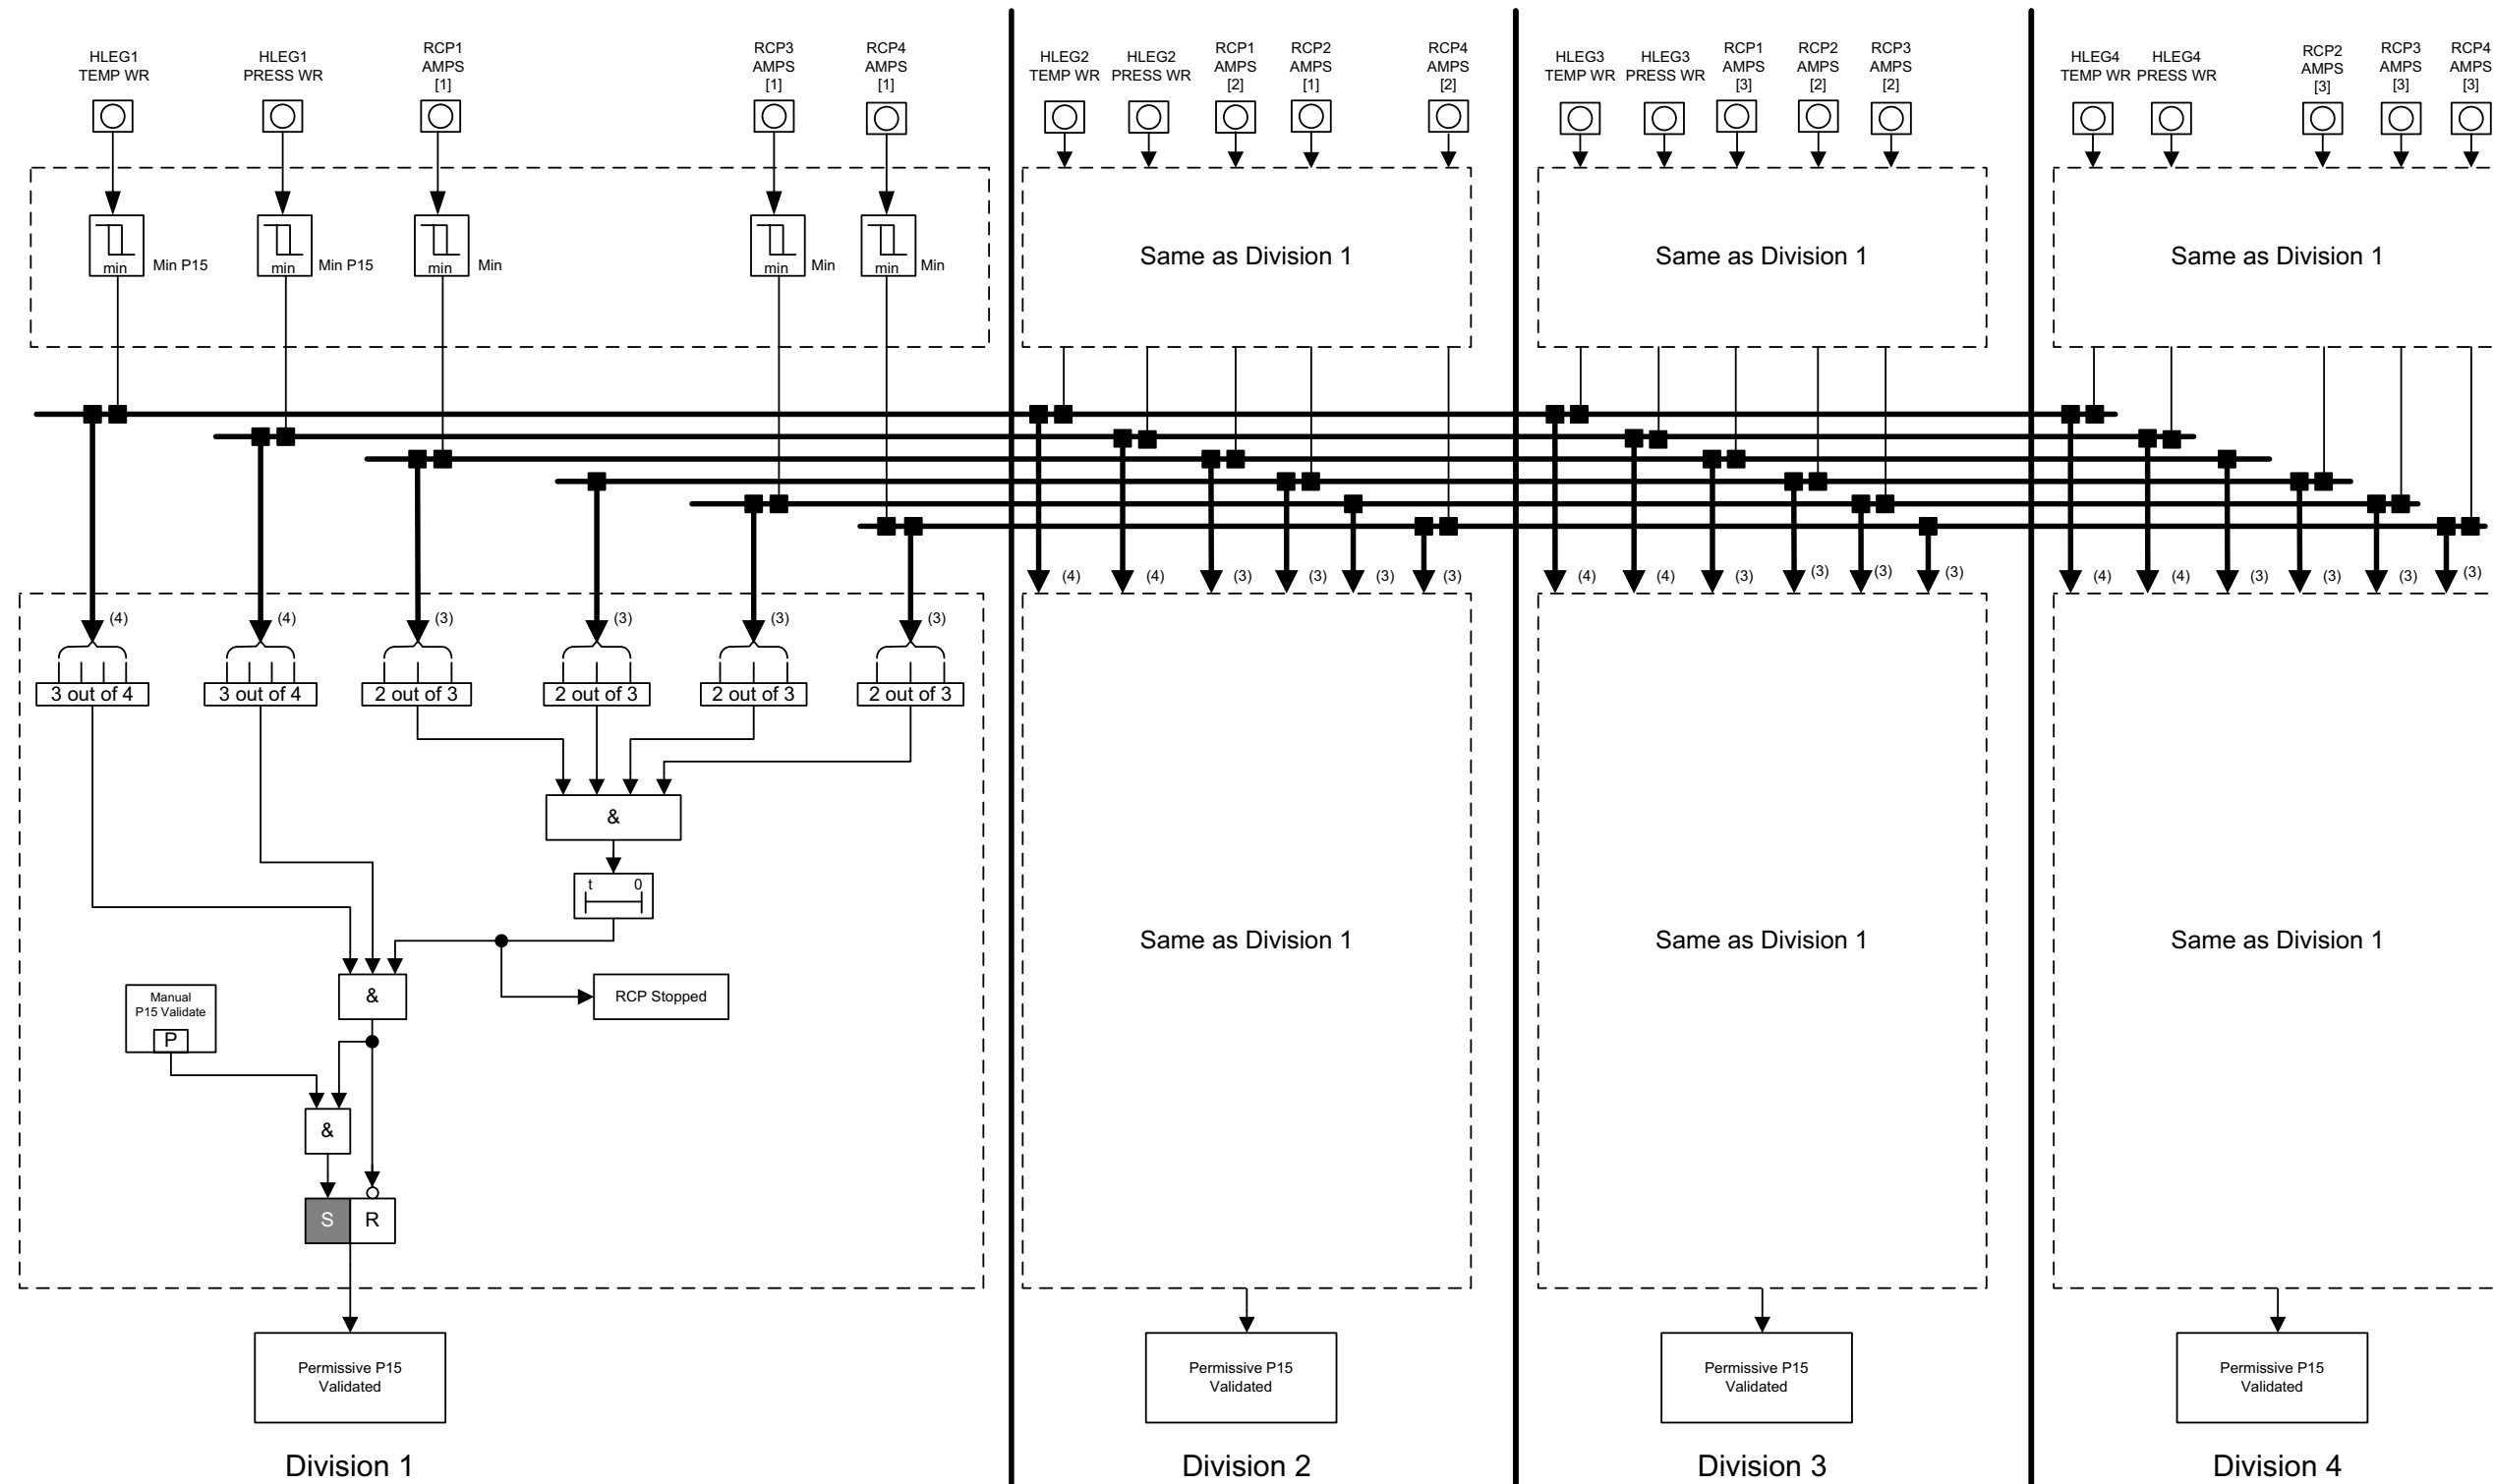 HLEG1
TEMP WR
HLEG1
PRESS WR
RCP1
AMPS
[1]
RCP3
AMPS
[1]
RCP4
AMPS
[1]
HLEG2
TEMP WR
HLEG2
PRESS WR
RCP1
AMPS
[2]
RCP2
AMPS
[1]
RCP4
AMPS
[2]
HLEG3
TEMP WR
HLEG3
PRESS WR
RCP1
AMPS
[3]
RCP2
AMPS
[2]
RCP3
AMPS
[2]
HLEG4
TEMP WR
HLEG4
PRESS WR
RCP2
AMPS
[3]
RCP3
AMPS
[3]
RCP4
AMPS
[3]
min
Min P15
min
Min P15
min
Min
min
Min
min
Min
Same as Division 1
Same as Division 1
Same as Division 1
(4)
(4)
(3)
(3)
(3)
(3)
(4)
(4)
(3)
(3)
(3)
(3)
(4)
(4)
(3)
(3)
(3)
(3)
(4)
(4)
(3)
(3)
(3)
(3)
3 out of 4
3 out of 4
2 out of 3
2 out of 3
2 out of 3
2 out of 3
&
t 0
Same as Division 1
Same as Division 1
Same as Division 1
&
RCP Stopped
Manual
P15 Validate
P
&
S R
Permissive P15
Validated
Permissive P15
Validated
Permissive P15
Validated
Permissive P15
Validated
Division 1
Division 2
Division 3
Division 4